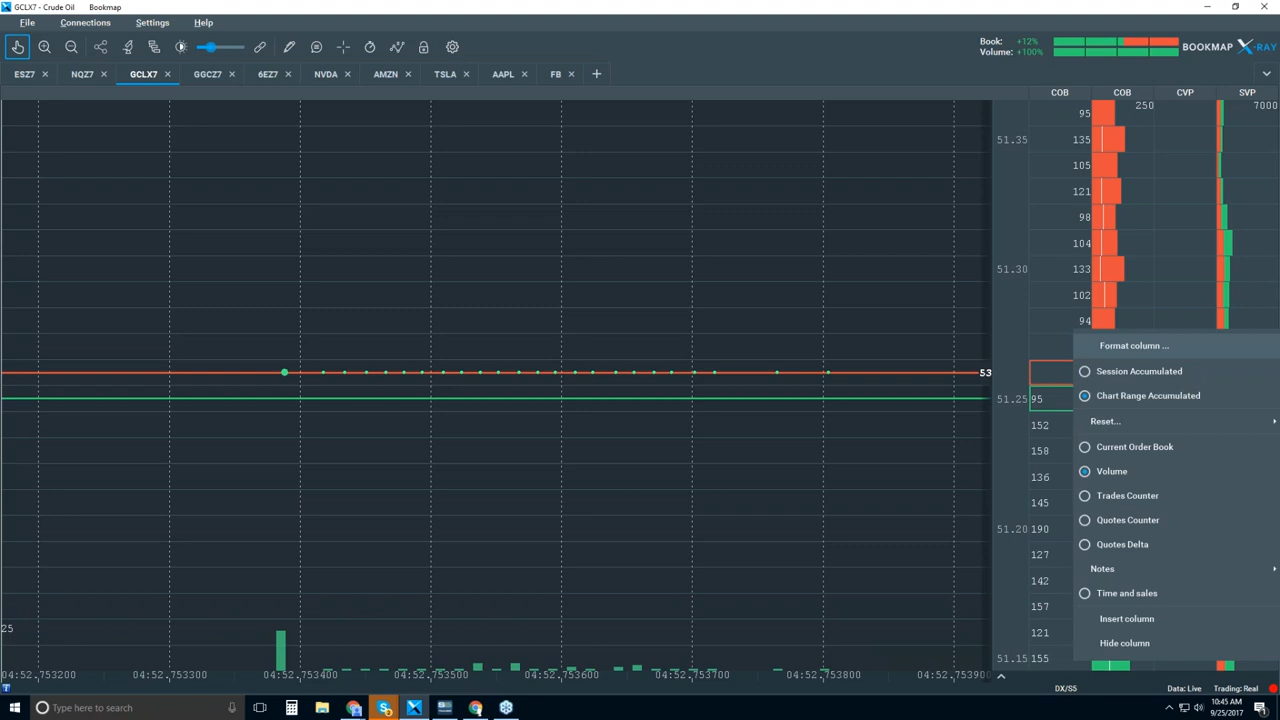 GCLX7 - Crude Oil Bookmap
File Connections Settings Help
Book: +12%
Volume: +100%
BOOKMAP X-RAY
ESZ7 NQZ7 GCLX7 GGCZ7 6EZ7 NVDA AMZN TSLA AAPL FB
COB COB CVP SVP
250 7000
95
51.35 135
105
121
98
104
51.30 133
102
94
Format column ...
53 Session Accumulated
51.25 95 Chart Range Accumulated
152 Reset...
158 Current Order Book
136 Volume
145 Trades Counter
51.20 190 Quotes Counter
127 Quotes Delta
142 Notes
157 Time and sales
25 121 Insert column
51.15 155 Hide column
04:52.753200 04:52.753300 04:52.753400 04:52.753500 04:52.753600 04:52.753700 04:52.753800 04:52.753900
DX/S5 Data: Live Trading: Real
Type here to search
10:45 AM
9/25/2017
1